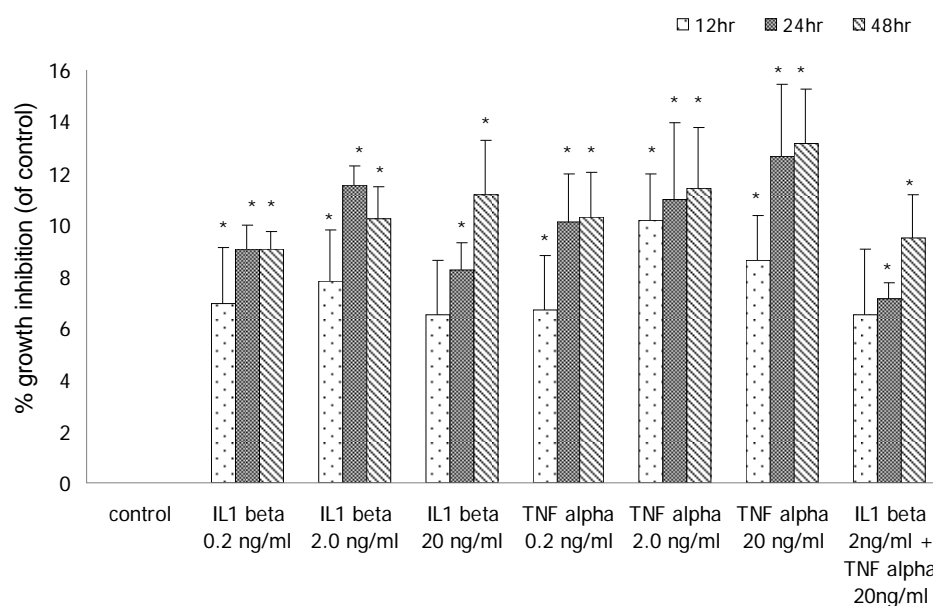 12hr 24hr 48hr
% growth inhibition (of control)
16
14
12
10
8
6
4
2
0
* * * * * * * * * * * * * * * * * * *
control
IL1 beta
0.2 ng/ml
IL1 beta
2.0 ng/ml
IL1 beta
20 ng/ml
TNF alpha
0.2 ng/ml
TNF alpha
2.0 ng/ml
TNF alpha
20 ng/ml
IL1 beta
2ng/ml +
TNF alpha
20ng/ml